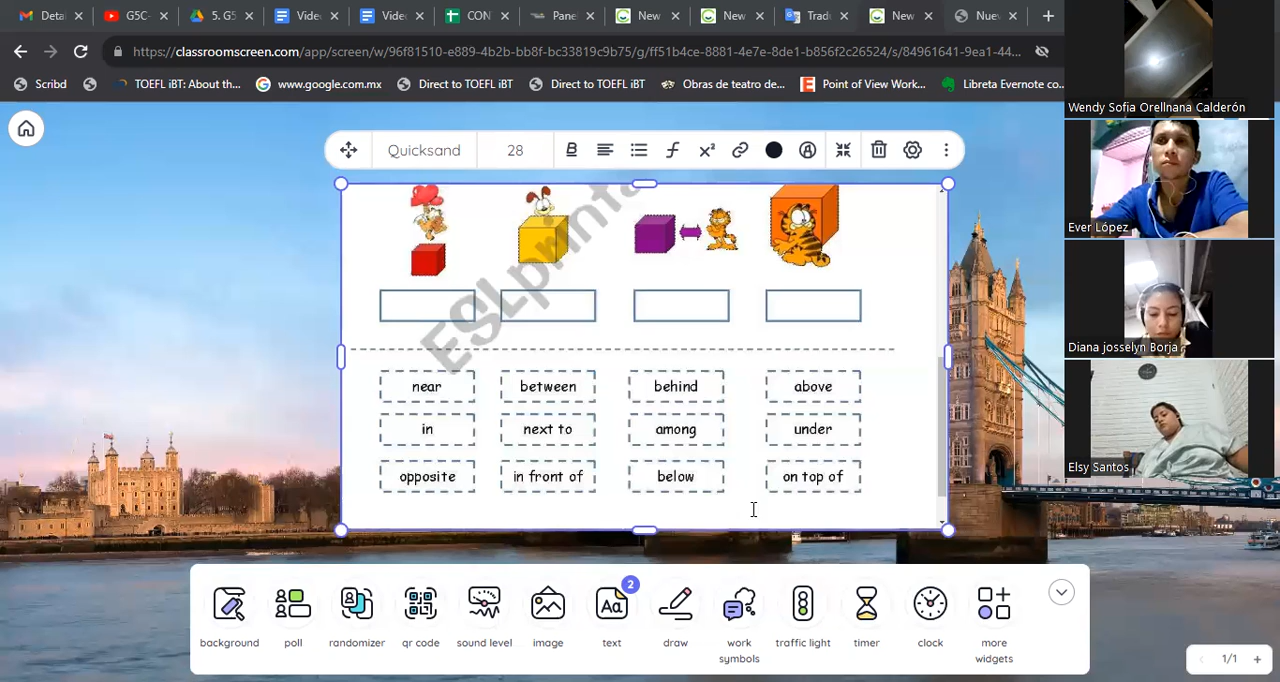 Detal
G5C-
5. G5
Vide
Vide
CON
Pane
New
New
Tradu
New
Nuev
https://classroomscreen.com/app/screen/w/96f81510-e889-4b2b-bb8f-bc33819c9b75/g/ff51b4ce-8881-4e7e-8de1-b856f2c26524/s/84961641-9ea1-44...
Scribd
TOEFL iBT: About th...
www.google.com.mx
Direct to TOEFL iBT
Direct to TOEFL iBT
Obras de teatro de...
Point of View Work...
Libreta Evernote co...
Wendy Sofia Orellnana Calderón
Quicksand 28
Ever López
ESLprinta
Diana josselyn Borja
near between behind above
in next to among under
opposite in front of below on top of
Elsy Santos
2
background poll randomizer qr code sound level image text draw work symbols traffic light timer clock more widgets
1/1